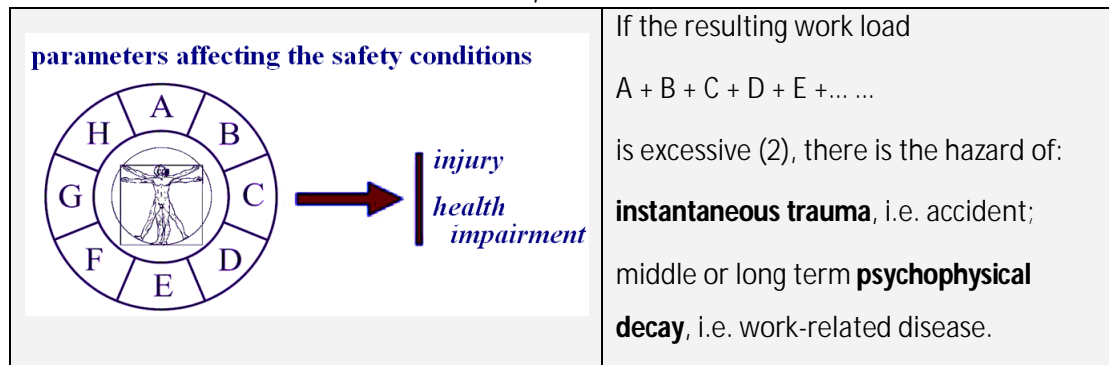 parameters affecting the safety conditions
A
B
C
D
E
F
G
H
injury
health
impairment
If the resulting work load
A + B + C + D + E +... ...
is excessive (2), there is the hazard of:
instantaneous trauma, i.e. accident;
middle or long term psychophysical
decay, i.e. work-related disease.